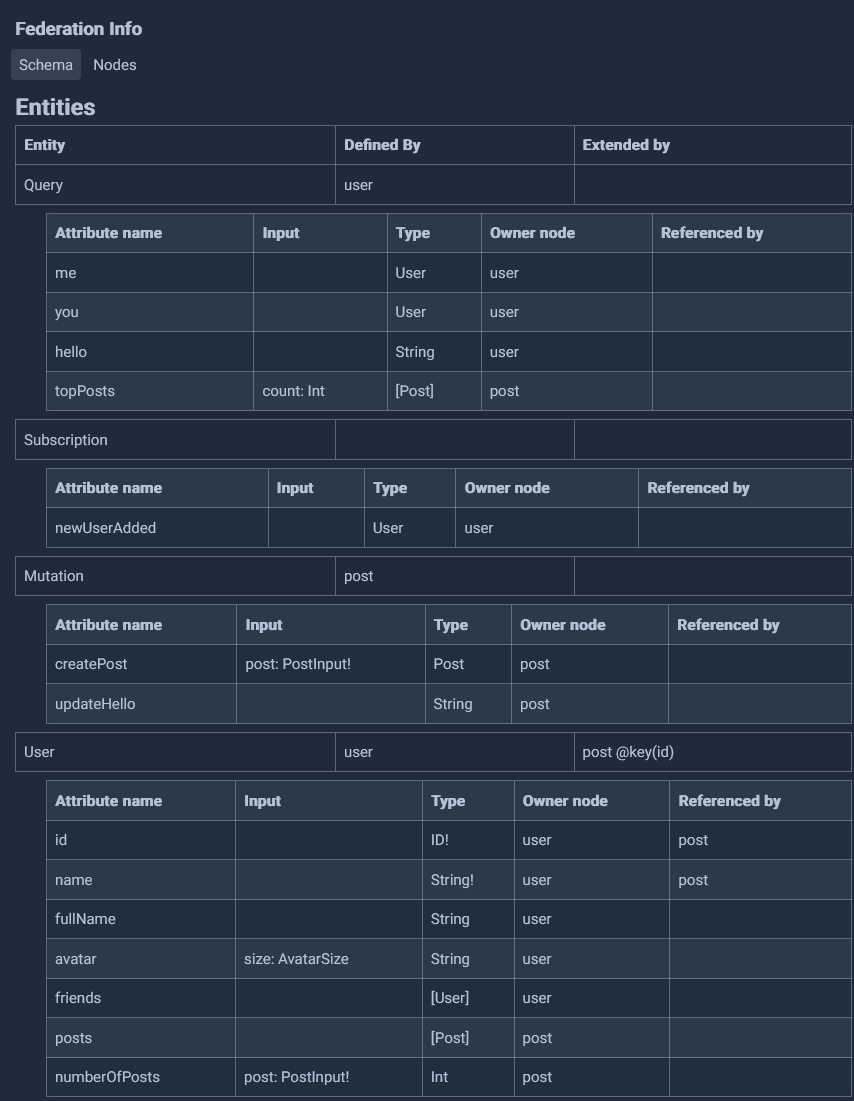 Federation Info
Schema Nodes
Entities
Entity Defined By Extended by
Query user
Attribute name Input Type Owner node Referenced by
me User user
you User user
hello String user
topPosts count: Int [Post] post
Subscription
Attribute name Input Type Owner node Referenced by
newUserAdded User user
Mutation post
Attribute name Input Type Owner node Referenced by
createPost post: PostInput! Post post
updateHello String post
User user post @key(id)
Attribute name Input Type Owner node Referenced by
id ID! user post
name String! user post
fullName String user
avatar size: AvatarSize String user
friends [User] user
posts [Post] post
numberOfPosts post: PostInput! Int post